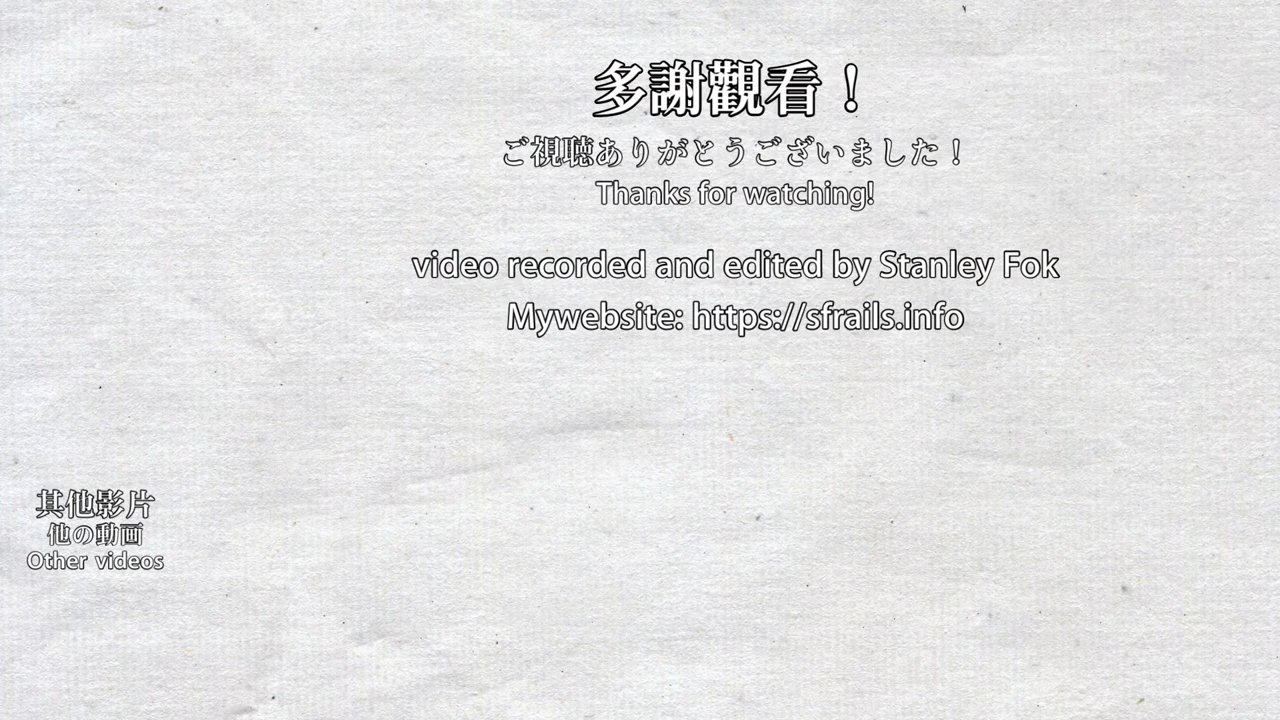 多謝觀看！
ご視聴ありがとうございました！
Thanks for watching!
video recorded and edited by Stanley Fok
Mywebsite: https://sfrails.info
其他影片
他の動画
Other videos